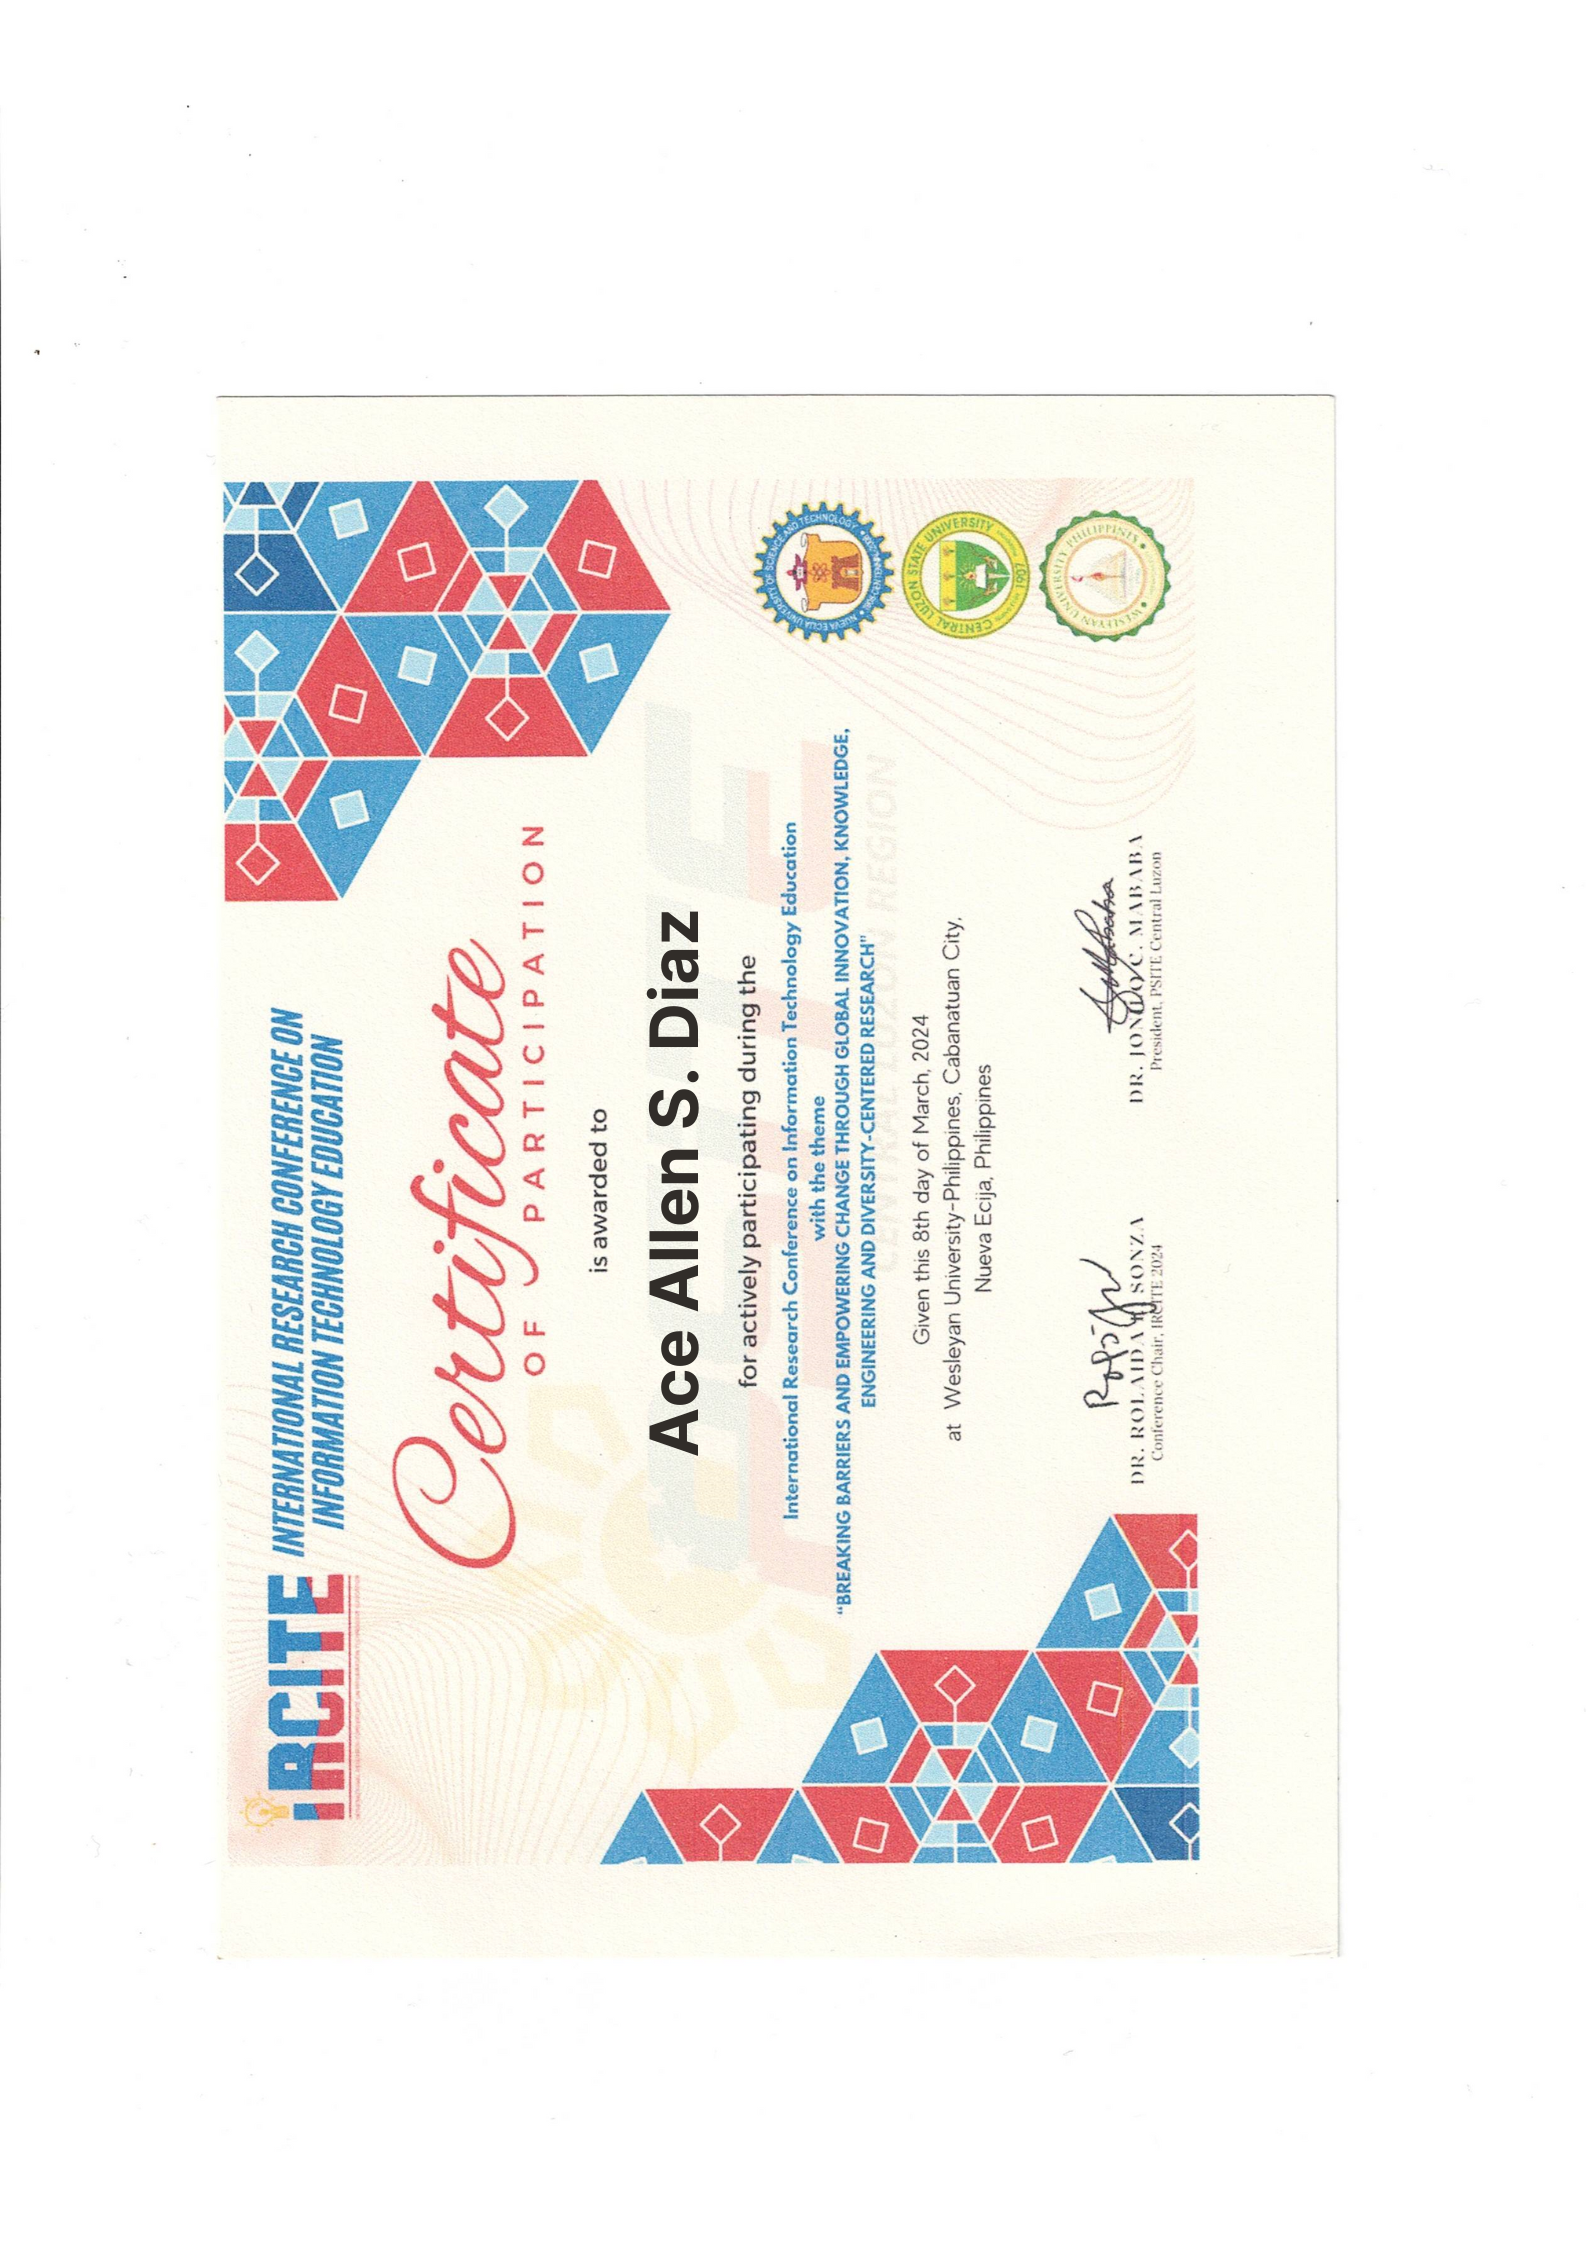 iRCITE
INTERNATIONAL RESEARCH CONFERENCE ON
INFORMATION TECHNOLOGY EDUCATION
Certificate
OF PARTICIPATION
is awarded to
Ace Allen S. Diaz
for actively participating during the
International Research Conference on Information Technology Education
with the theme
"BREAKING BARRIERS AND EMPOWERING CHANGE THROUGH GLOBAL INNOVATION, KNOWLEDGE,
ENGINEERING AND DIVERSITY-CENTERED RESEARCH"
Given this 8th day of March, 2024
at Wesleyan University-Philippines, Cabanatuan City,
Nueva Ecija, Philippines
PSITE
CENTRAL LUZON REGION
DR. ROLAIDA SONZA
Conference Chair, IRCITE 2024
DR. C. MABABA
President, PSITE Central Luzon
NUEVA ECIJA UNIVERSITY OF SCIENCE AND TECHNOLOGY
CENTRAL LUZON STATE UNIVERSITY
1907
WESLEYAN UNIVERSITY PHILIPPINES